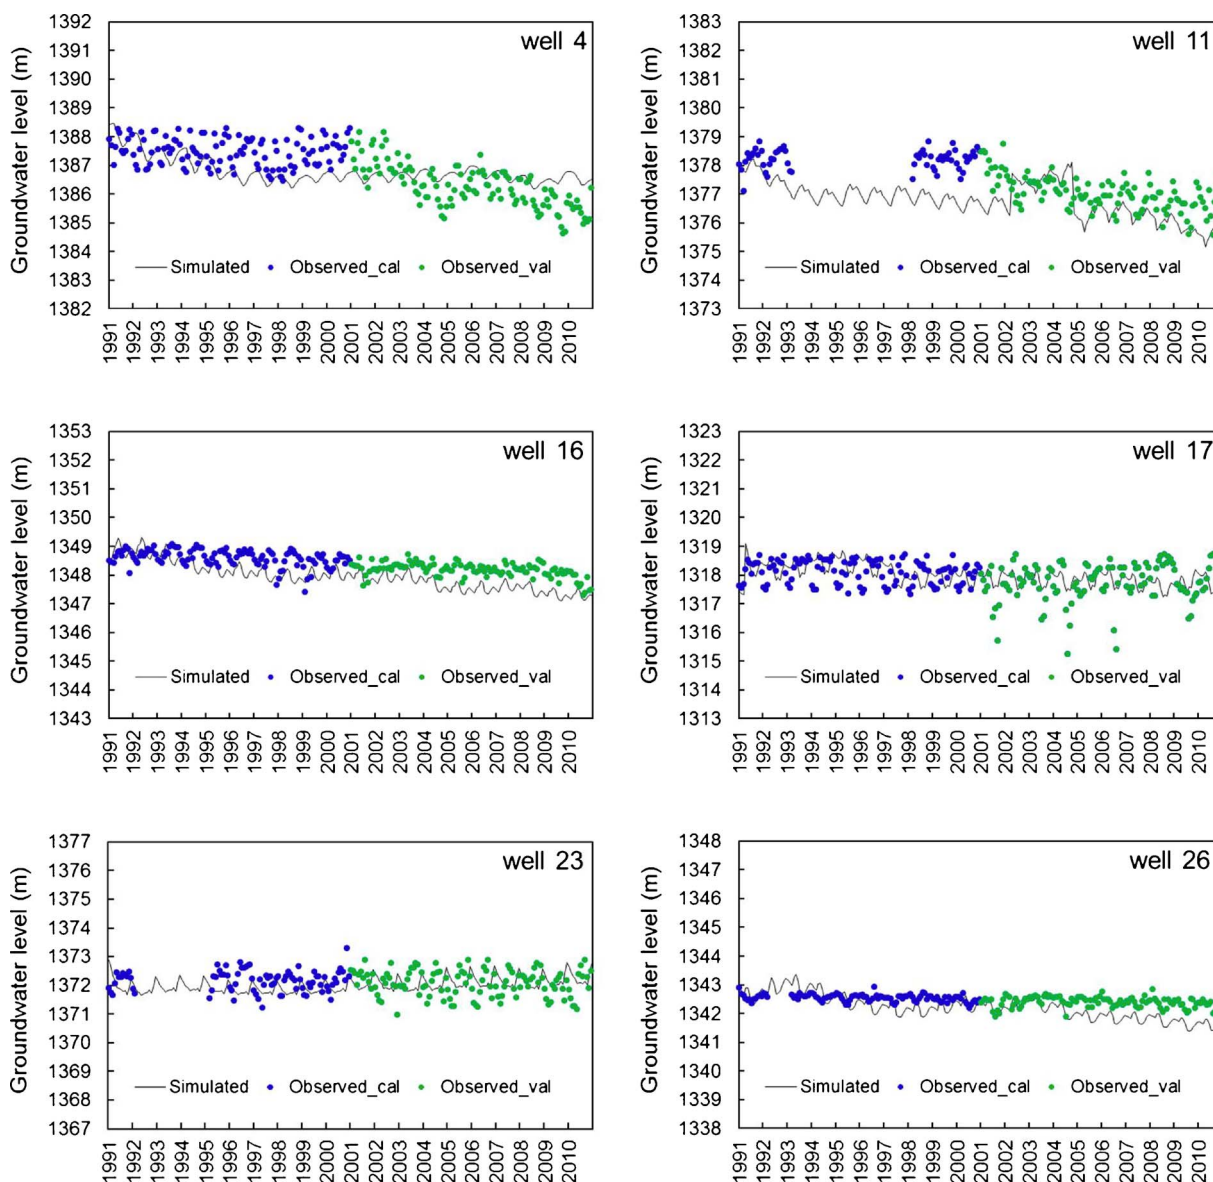 well 4
Groundwater level (m)
1392
1391
1390
1389
1388
1387
1386
1385
1384
1383
1382
Simulated Observed_cal Observed_val
1991 1992 1993 1994 1995 1996 1997 1998 1999 2000 2001 2002 2003 2004 2005 2006 2007 2008 2009 2010
well 11
Groundwater level (m)
1383
1382
1381
1380
1379
1378
1377
1376
1375
1374
1373
Simulated Observed_cal Observed_val
1991 1992 1993 1994 1995 1996 1997 1998 1999 2000 2001 2002 2003 2004 2005 2006 2007 2008 2009 2010
well 16
Groundwater level (m)
1353
1352
1351
1350
1349
1348
1347
1346
1345
1344
1343
Simulated Observed_cal Observed_val
1991 1992 1993 1994 1995 1996 1997 1998 1999 2000 2001 2002 2003 2004 2005 2006 2007 2008 2009 2010
well 17
Groundwater level (m)
1323
1322
1321
1320
1319
1318
1317
1316
1315
1314
1313
Simulated Observed_cal Observed_val
1991 1992 1993 1994 1995 1996 1997 1998 1999 2000 2001 2002 2003 2004 2005 2006 2007 2008 2009 2010
well 23
Groundwater level (m)
1377
1376
1375
1374
1373
1372
1371
1370
1369
1368
1367
Simulated Observed_cal Observed_val
1991 1992 1993 1994 1995 1996 1997 1998 1999 2000 2001 2002 2003 2004 2005 2006 2007 2008 2009 2010
well 26
Groundwater level (m)
1348
1347
1346
1345
1344
1343
1342
1341
1340
1339
1338
Simulated Observed_cal Observed_val
1991 1992 1993 1994 1995 1996 1997 1998 1999 2000 2001 2002 2003 2004 2005 2006 2007 2008 2009 2010